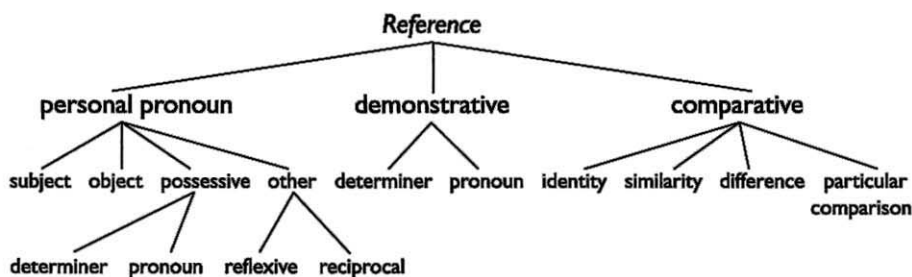 Reference
personal pronoun demonstrative comparative
subject object possessive other determiner pronoun identity similarity difference particular
comparison
determiner pronoun reflexive reciprocal